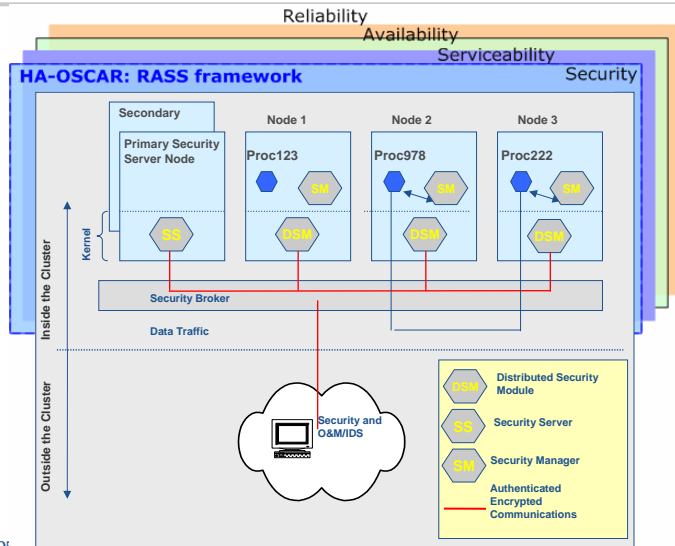 Reliability
Availability
Serviceability
HA-OSCAR: RASS framework
Security
Secondary
Primary Security
Server Node
Node 1
Node 2
Node 3
Proc123
Proc978
Proc222
SM
SM
SM
Kernel
SS
DSM
DSM
DSM
Security Broker
Data Traffic
Inside the Cluster
Outside the Cluster
Security and
O&M/IDS
DSM
Distributed Security
Module
SS
Security Server
SM
Security Manager
Authenticated
Encrypted
Communications